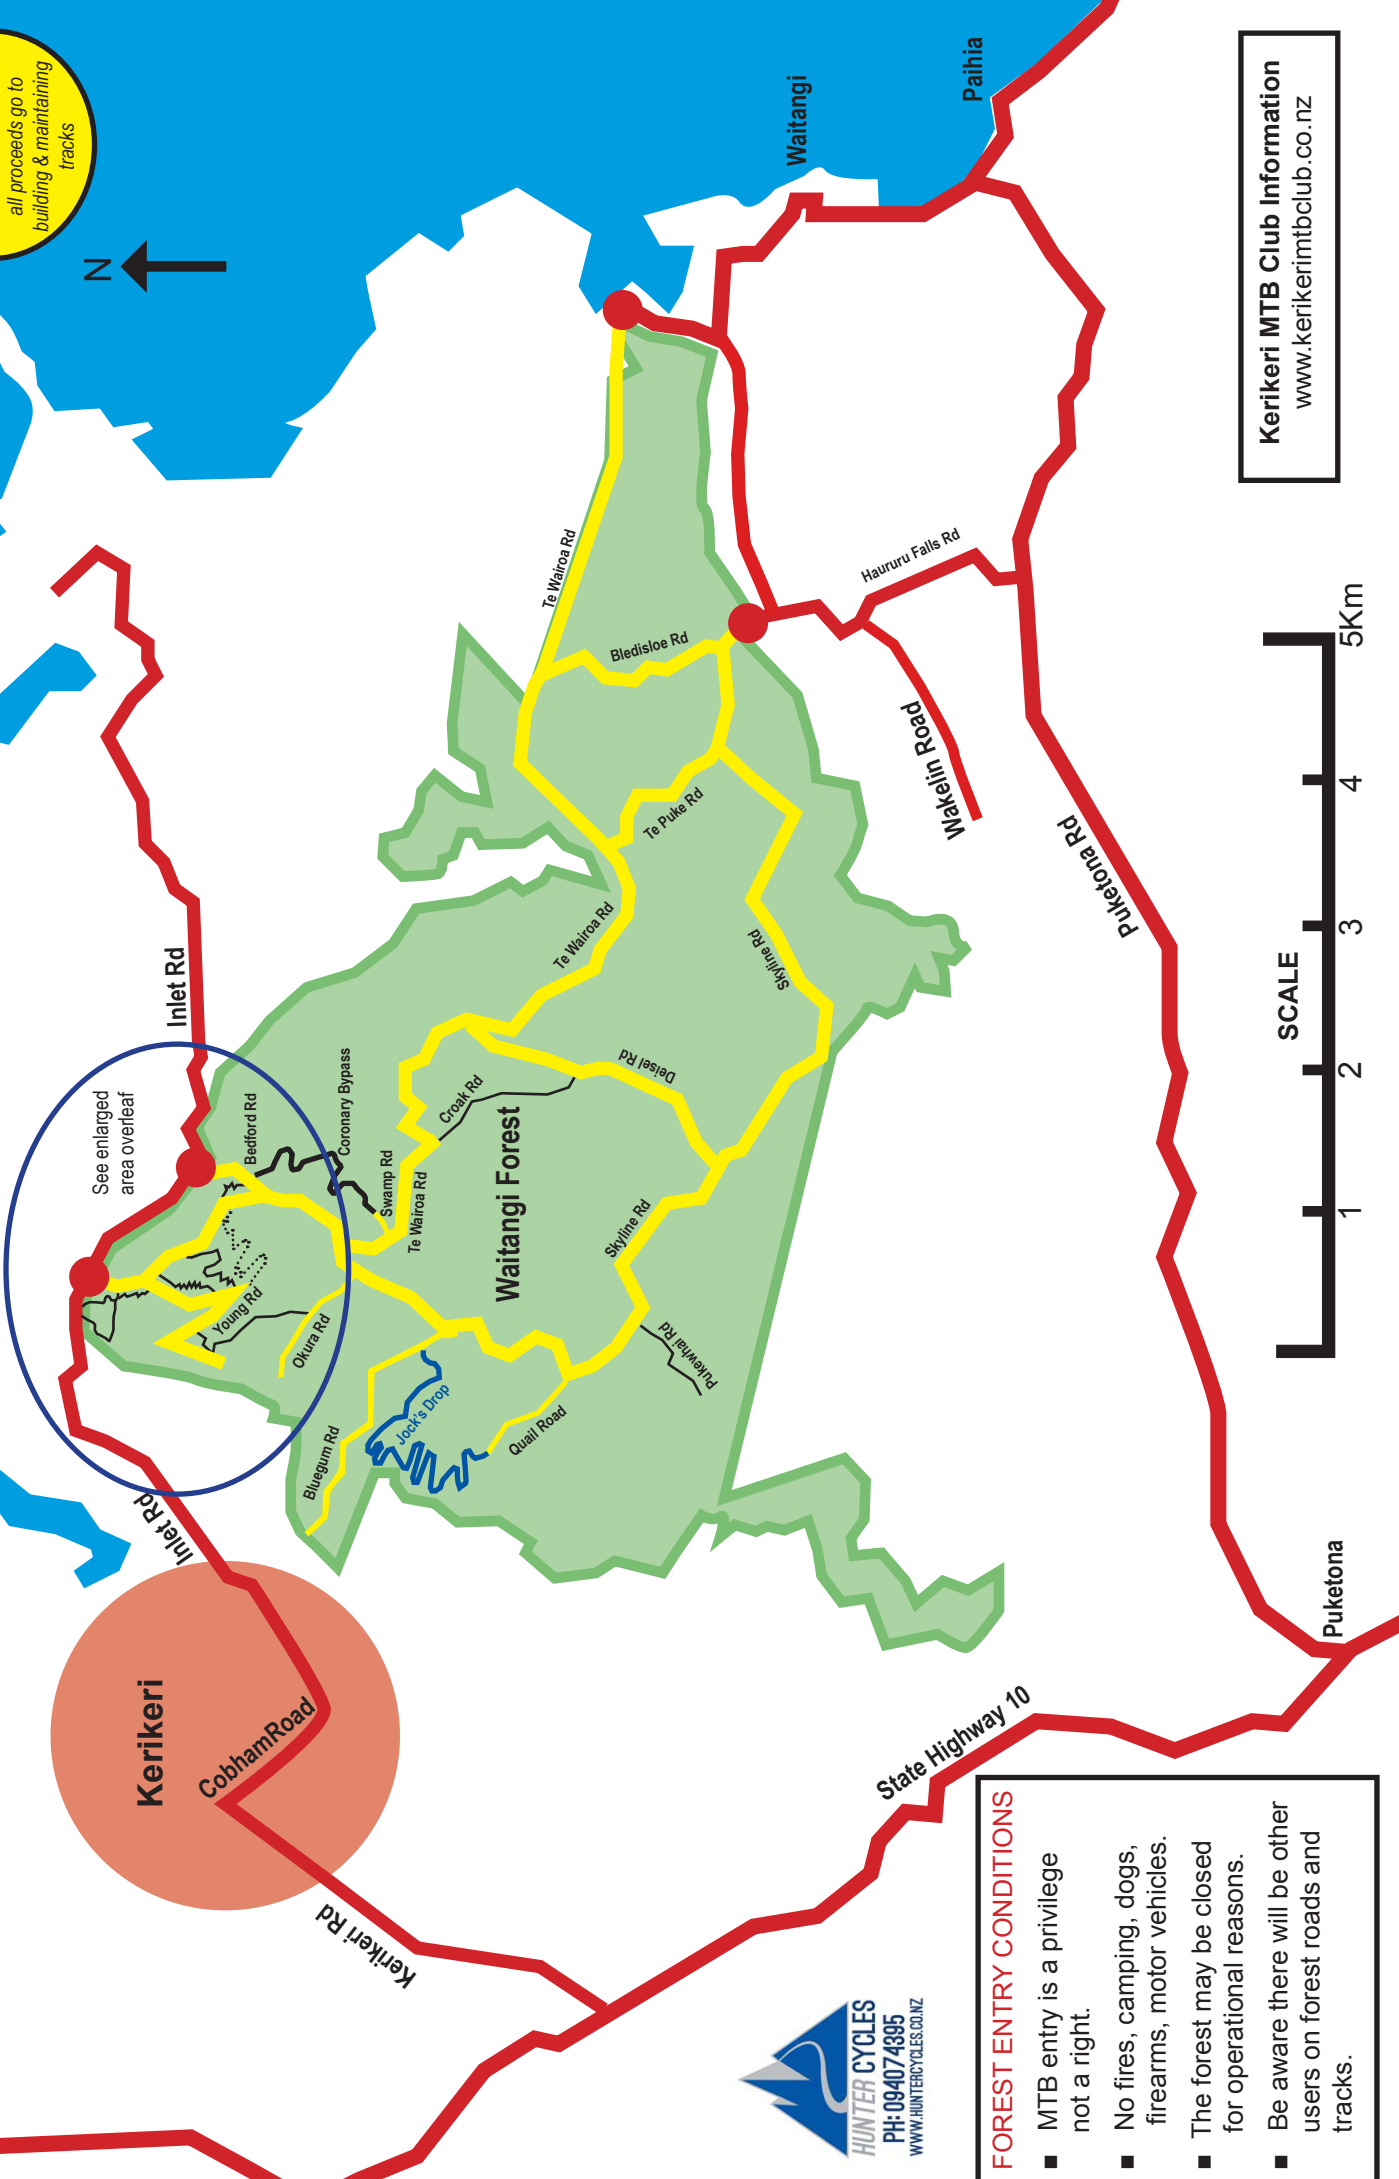 all proceeds go to
building & maintaining
tracks
N
Kerikeri
CobhamRoad
Kerikeri Rd
Inlet Rd
See enlarged
area overleaf
Inlet Rd
Bedford Rd
Coronary Bypass
Young Rd
Okura Rd
Swamp Rd
Te Wairoa Rd
Croak Rd
Bluegum Rd
Jock's Drop
Quail Road
Waitangi Forest
Skyline Rd
Pukewhai Rd
Deisel Rd
Te Wairoa Rd
Skyline Rd
Te Puke Rd
Te Wairoa Rd
Bledisloe Rd
Waitangi
Paihia
Haururu Falls Rd
Wakelin Road
Puketona Rd
State Highway 10
Puketona
HUNTER CYCLES
PH: 094074395
WWW.HUNTERCYCLES.CO.NZ
FOREST ENTRY CONDITIONS
■ MTB entry is a privilege
not a right.
■ No fires, camping, dogs,
firearms, motor vehicles.
■ The forest may be closed
for operational reasons.
■ Be aware there will be other
users on forest roads and
tracks.
SCALE
1 2 3 4 5Km
Kerikeri MTB Club Information
www.kerikerimtbclub.co.nz